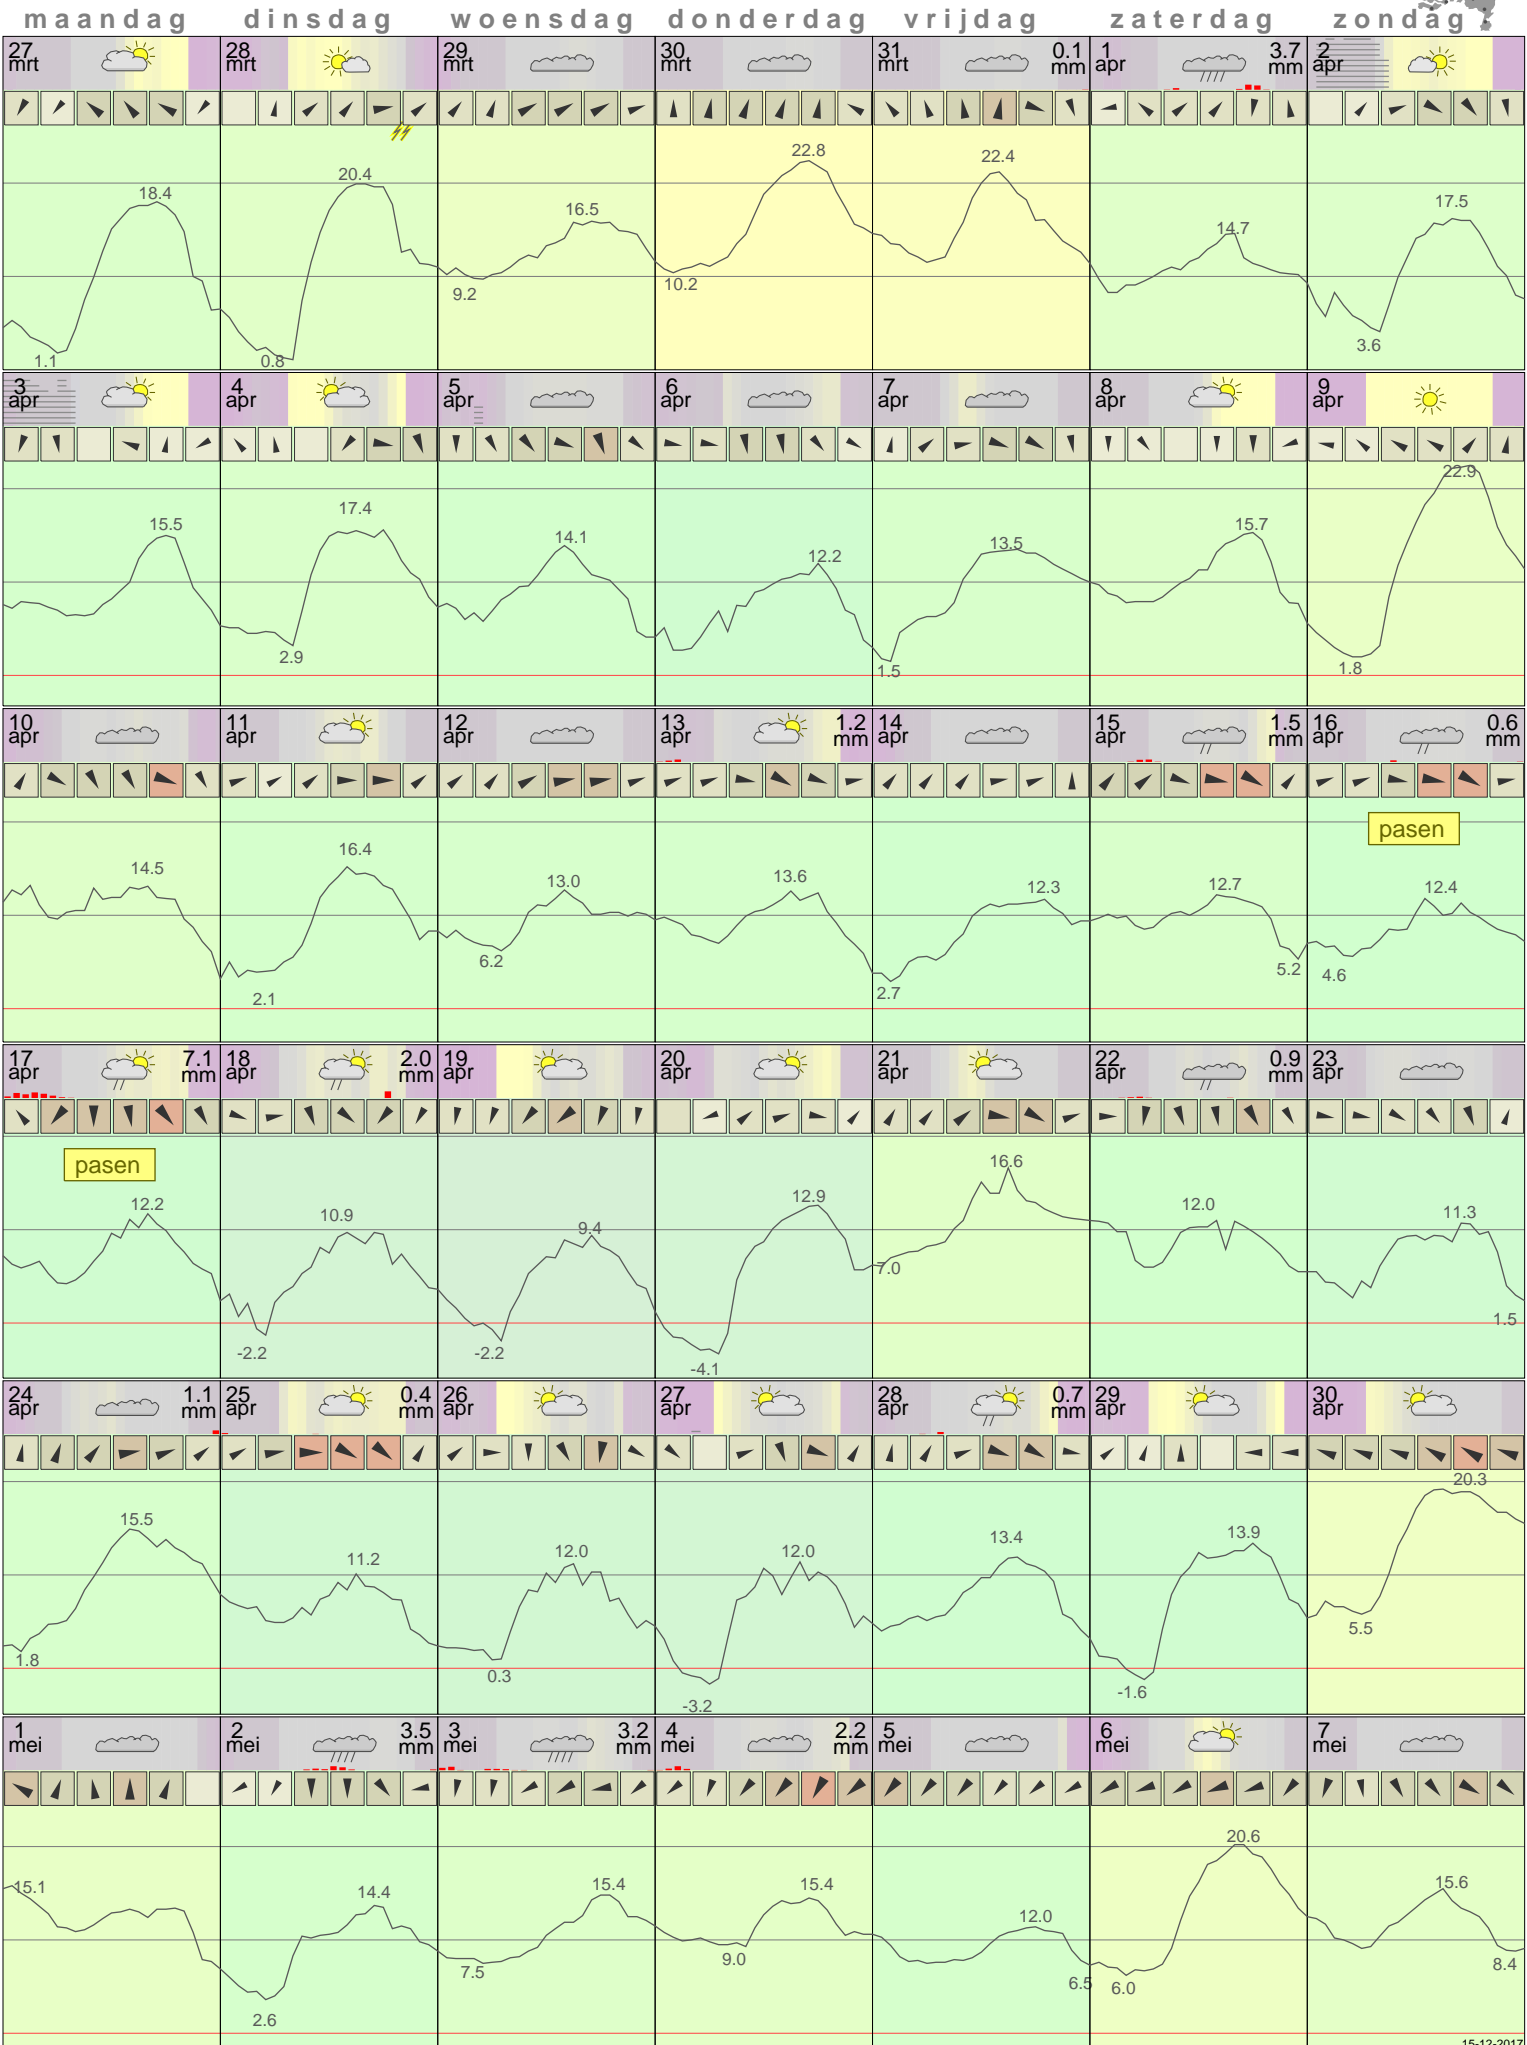 maandag dinsdag woensdag donderdag vrijdag zaterdag zondag
27 28 29 30 31 0.1 1 3.7 2
mrt mrt mrt mrt mrt mm apr mm apr
22.8
22.4
20.4
18.4
17.5
16.5
14.7
10.2
9.2
3.6
1.1 0.8
3 4 5 6 7 8 9
apr apr apr apr apr apr apr
22.9
17.4
15.5 15.7
14.1 13.5
12.2
2.9
1.5 1.8
10 11 12 13 1.2 14 15 1.5 16 0.6
apr apr apr apr mm apr apr mm apr mm
pasen
16.4
14.5
13.0 13.6 12.3 12.7 12.4
6.2 5.2 4.6
2.1 2.7
17 7.1 18 2.0 19 20 21 22 0.9 23
apr mm apr mm apr apr apr apr mm apr
pasen
16.6
12.2 12.9 12.0
10.9 9.4 11.3
7.0
1.5
-2.2 -2.2 -4.1
24 1.1 25 0.4 26 27 28 0.7 29 30
apr mm apr mm apr apr apr mm apr apr
20.3
15.5
13.4 13.9
11.2 12.0 12.0
5.5
1.8 0.3
-3.2 -1.6
1 2 3.5 3 3.2 4 2.2 5 6 7
mei mei mm mei mm mei mm mei mei mei
20.6
15.1 14.4 15.4 15.4 15.6
12.0
7.5 9.0 8.4
6.5 6.0
2.6
15-12-2017